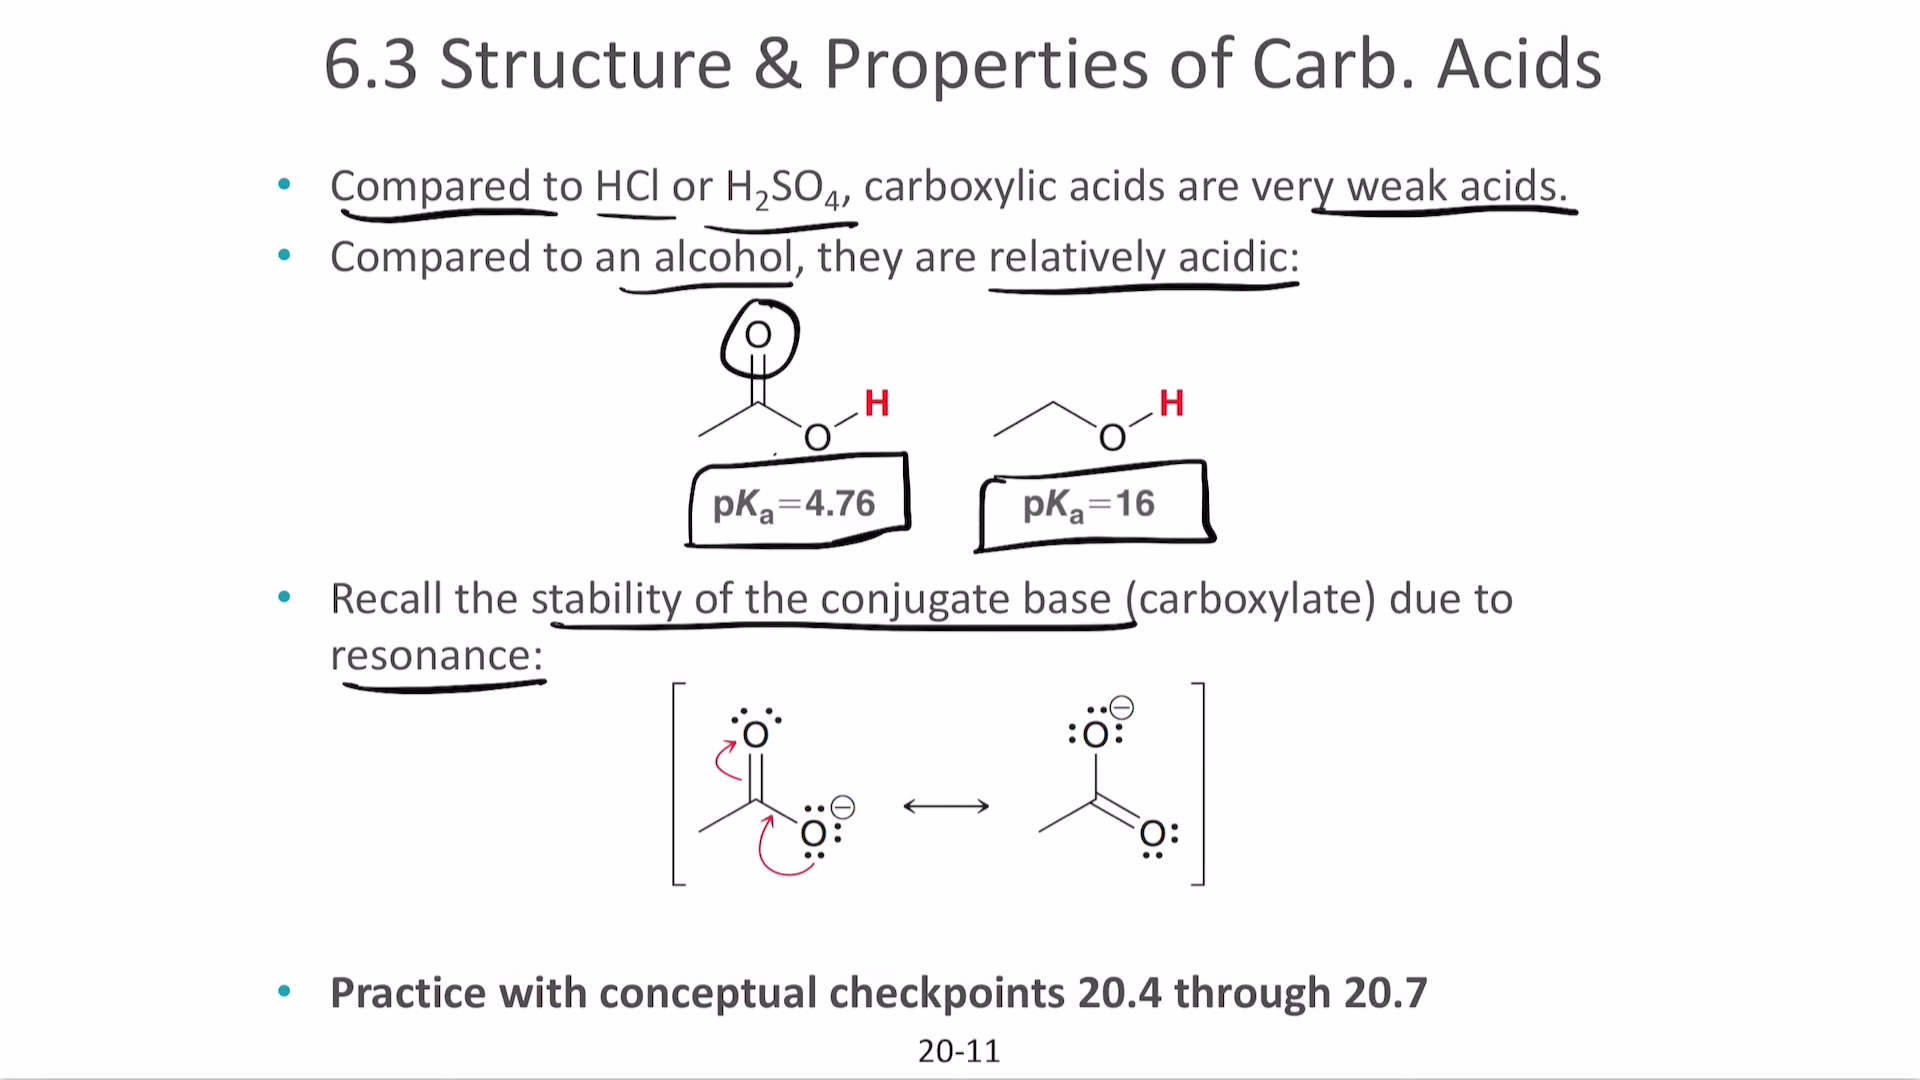 6.3 Structure & Properties of Carb. Acids
• Compared to HCl or H₂SO₄, carboxylic acids are very weak acids.
• Compared to an alcohol, they are relatively acidic:
O
H H
O O
pKₐ=4.76 pKₐ=16
• Recall the stability of the conjugate base (carboxylate) due to
resonance:
O :O: ⊖
O: ⊖ O:
• Practice with conceptual checkpoints 20.4 through 20.7
20-11